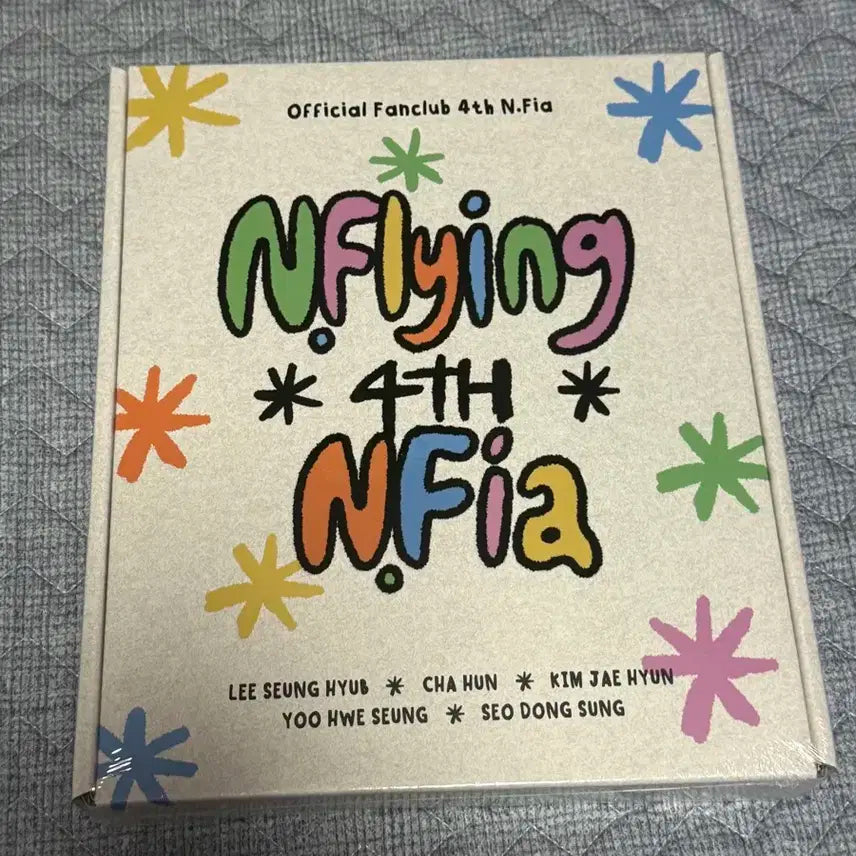 Official Fanclub 4th N.Fia
N.Flying
* 4TH *
N.Fia
LEE SEUNG HYUB * CHA HUN * KIM JAE HYUN
YOO HWE SEUNG * SEO DONG SUNG